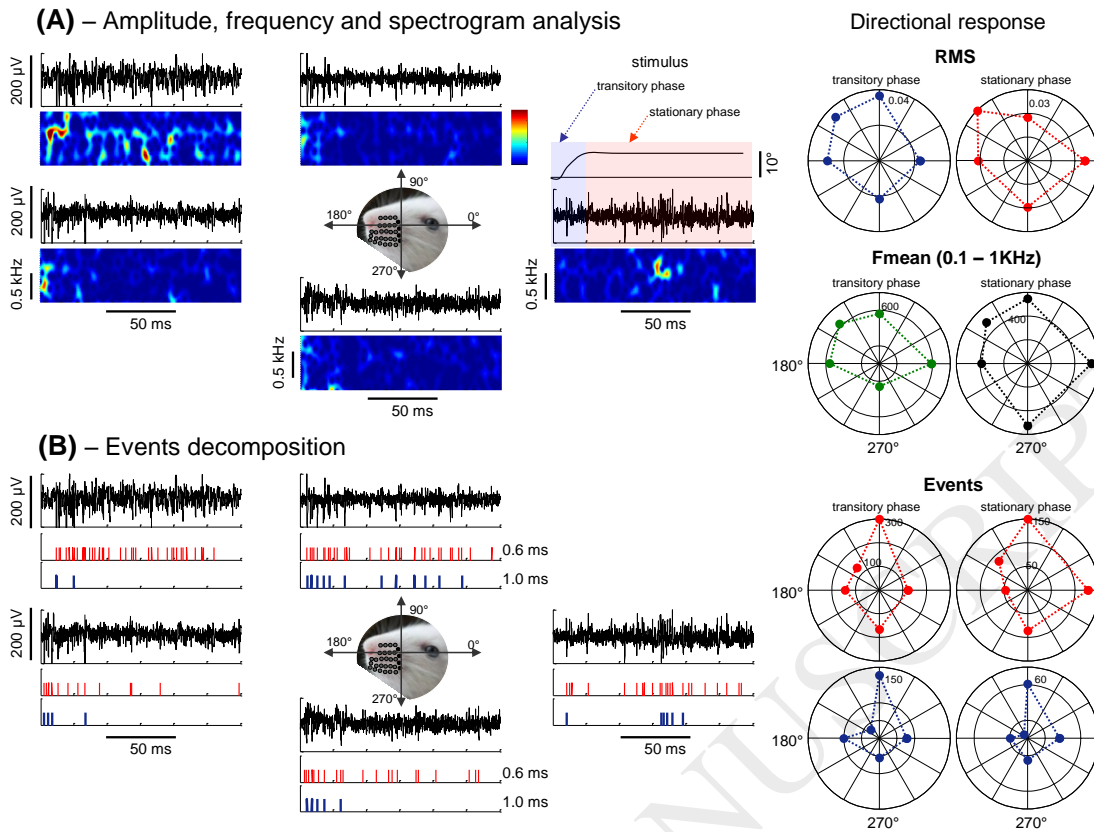 (A) – Amplitude, frequency and spectrogram analysis
Directional response
RMS
transitory phase
stationary phase
0.04
0.03
200 µV
stimulus
transitory phase
stationary phase
10°
200 µV
90°
180°
0°
270°
0.5 kHz
0.5 kHz
50 ms
50 ms
0.5 kHz
50 ms
Fmean (0.1 – 1KHz)
transitory phase
stationary phase
600
400
180°
270°
270°
(B) – Events decomposition
200 µV
0.6 ms
1.0 ms
200 µV
90°
180°
0°
270°
50 ms
50 ms
0.6 ms
1.0 ms
Events
transitory phase
stationary phase
300
100
150
50
180°
150
60
180°
270°
270°
NUSCRIPT